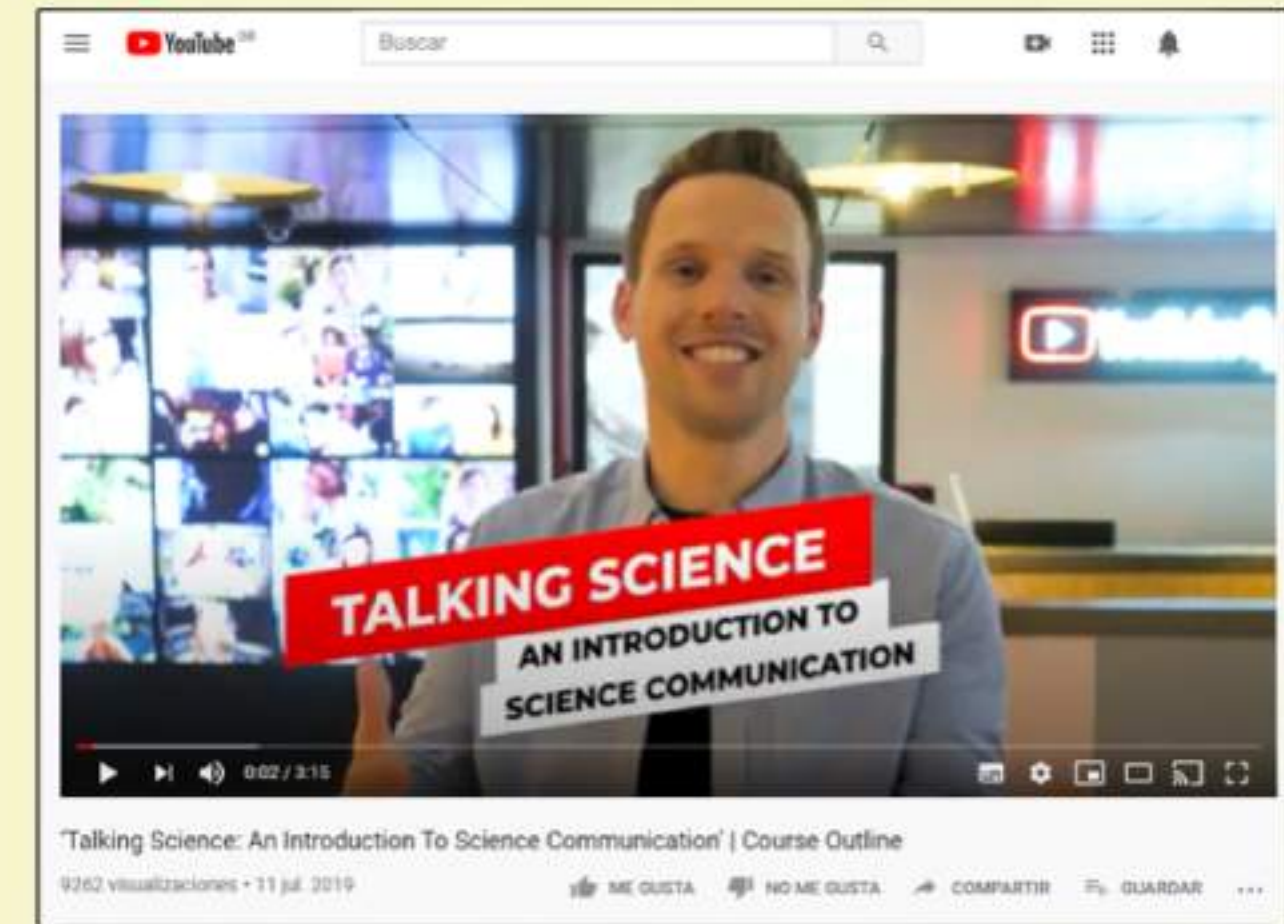 YouTube
Buscar
TALKING SCIENCE
AN INTRODUCTION TO
SCIENCE COMMUNICATION
0:02 / 3:15
'Talking Science: An Introduction To Science Communication' | Course Outline
9262 visualizaciones • 11 jul. 2019
ME GUSTA NO ME GUSTA COMPARTIR GUARDAR